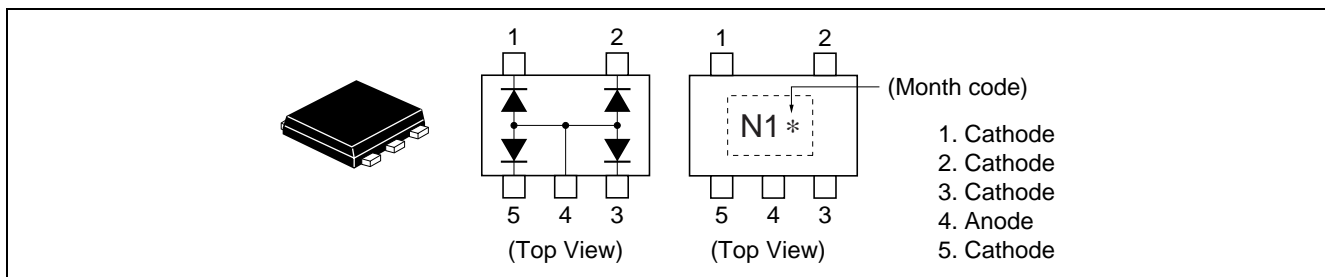 1 2
5 4 3
(Top View)
1 2
N1 *
5 4 3
(Top View)
(Month code)
1. Cathode
2. Cathode
3. Cathode
4. Anode
5. Cathode